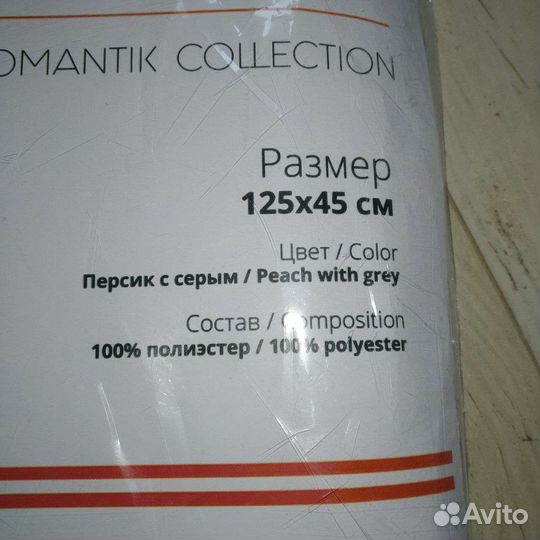 OMANTIK COLLECTION
Размер
125x45 см
Цвет / Color
Персик с серым / Peach with grey
Состав / Composition
100% полиэстер / 100% polyester
Avito